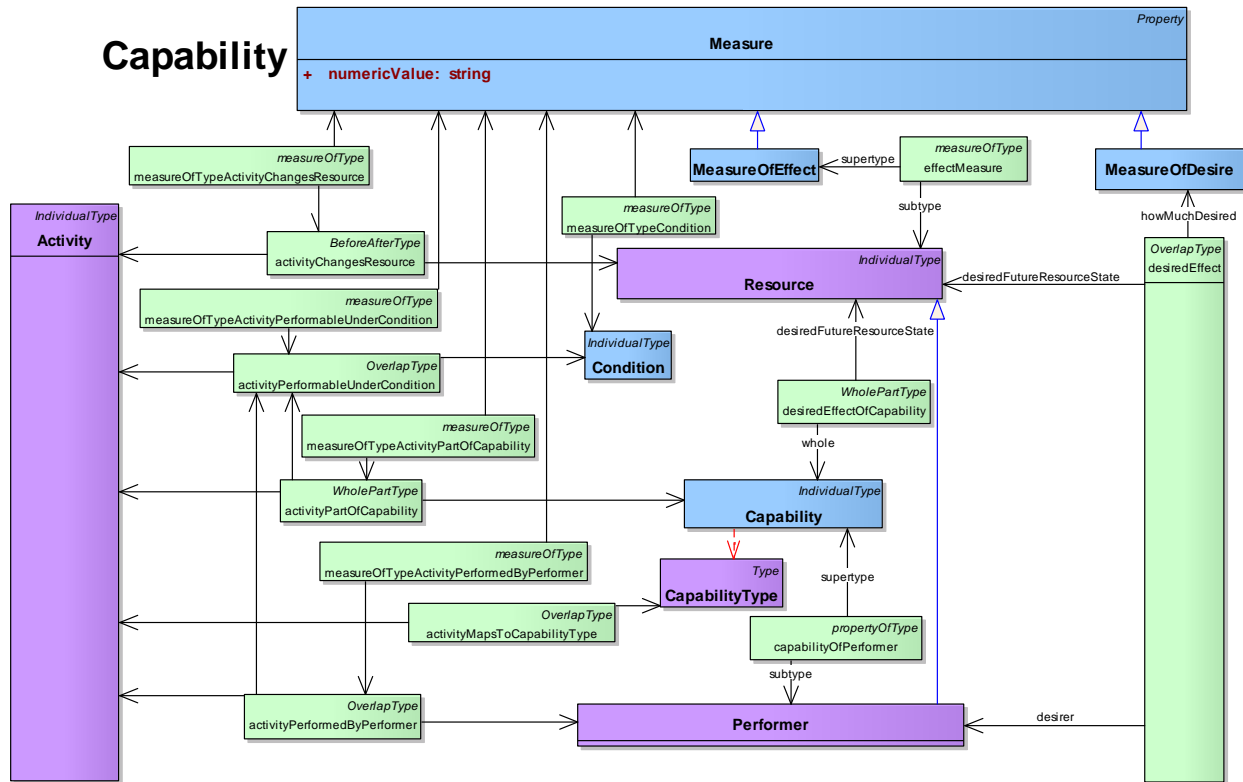 Capability
Property
Measure
+ numericValue: string
measureOfType
measureOfTypeActivityChangesResource
MeasureOfEffect
supertype
measureOfType
effectMeasure
MeasureOfDesire
subtype
howMuchDesired
IndividualType
Activity
measureOfType
measureOfTypeCondition
BeforeAfterType
activityChangesResource
IndividualType
Resource
OverlapType
desiredEffect
desiredFutureResourceState
measureOfType
measureOfTypeActivityPerformableUnderCondition
desiredFutureResourceState
IndividualType
Condition
OverlapType
activityPerformableUnderCondition
WholePartType
desiredEffectOfCapability
measureOfType
measureOfTypeActivityPartOfCapability
whole
WholePartType
activityPartOfCapability
IndividualType
Capability
measureOfType
measureOfTypeActivityPerformedByPerformer
Type
CapabilityType
supertype
OverlapType
activityMapsToCapabilityType
propertyOfType
capabilityOfPerformer
subtype
OverlapType
activityPerformedByPerformer
Performer
desirer